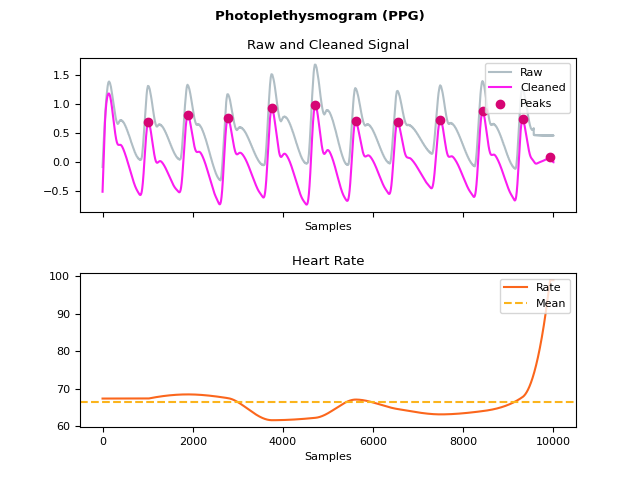 Photoplethysmogram (PPG)
Raw and Cleaned Signal
1.5
1.0
0.5
0.0
−0.5
Raw
Cleaned
Peaks
Samples
Heart Rate
100
90
80
70
60
Rate
Mean
0 2000 4000 6000 8000 10000
Samples